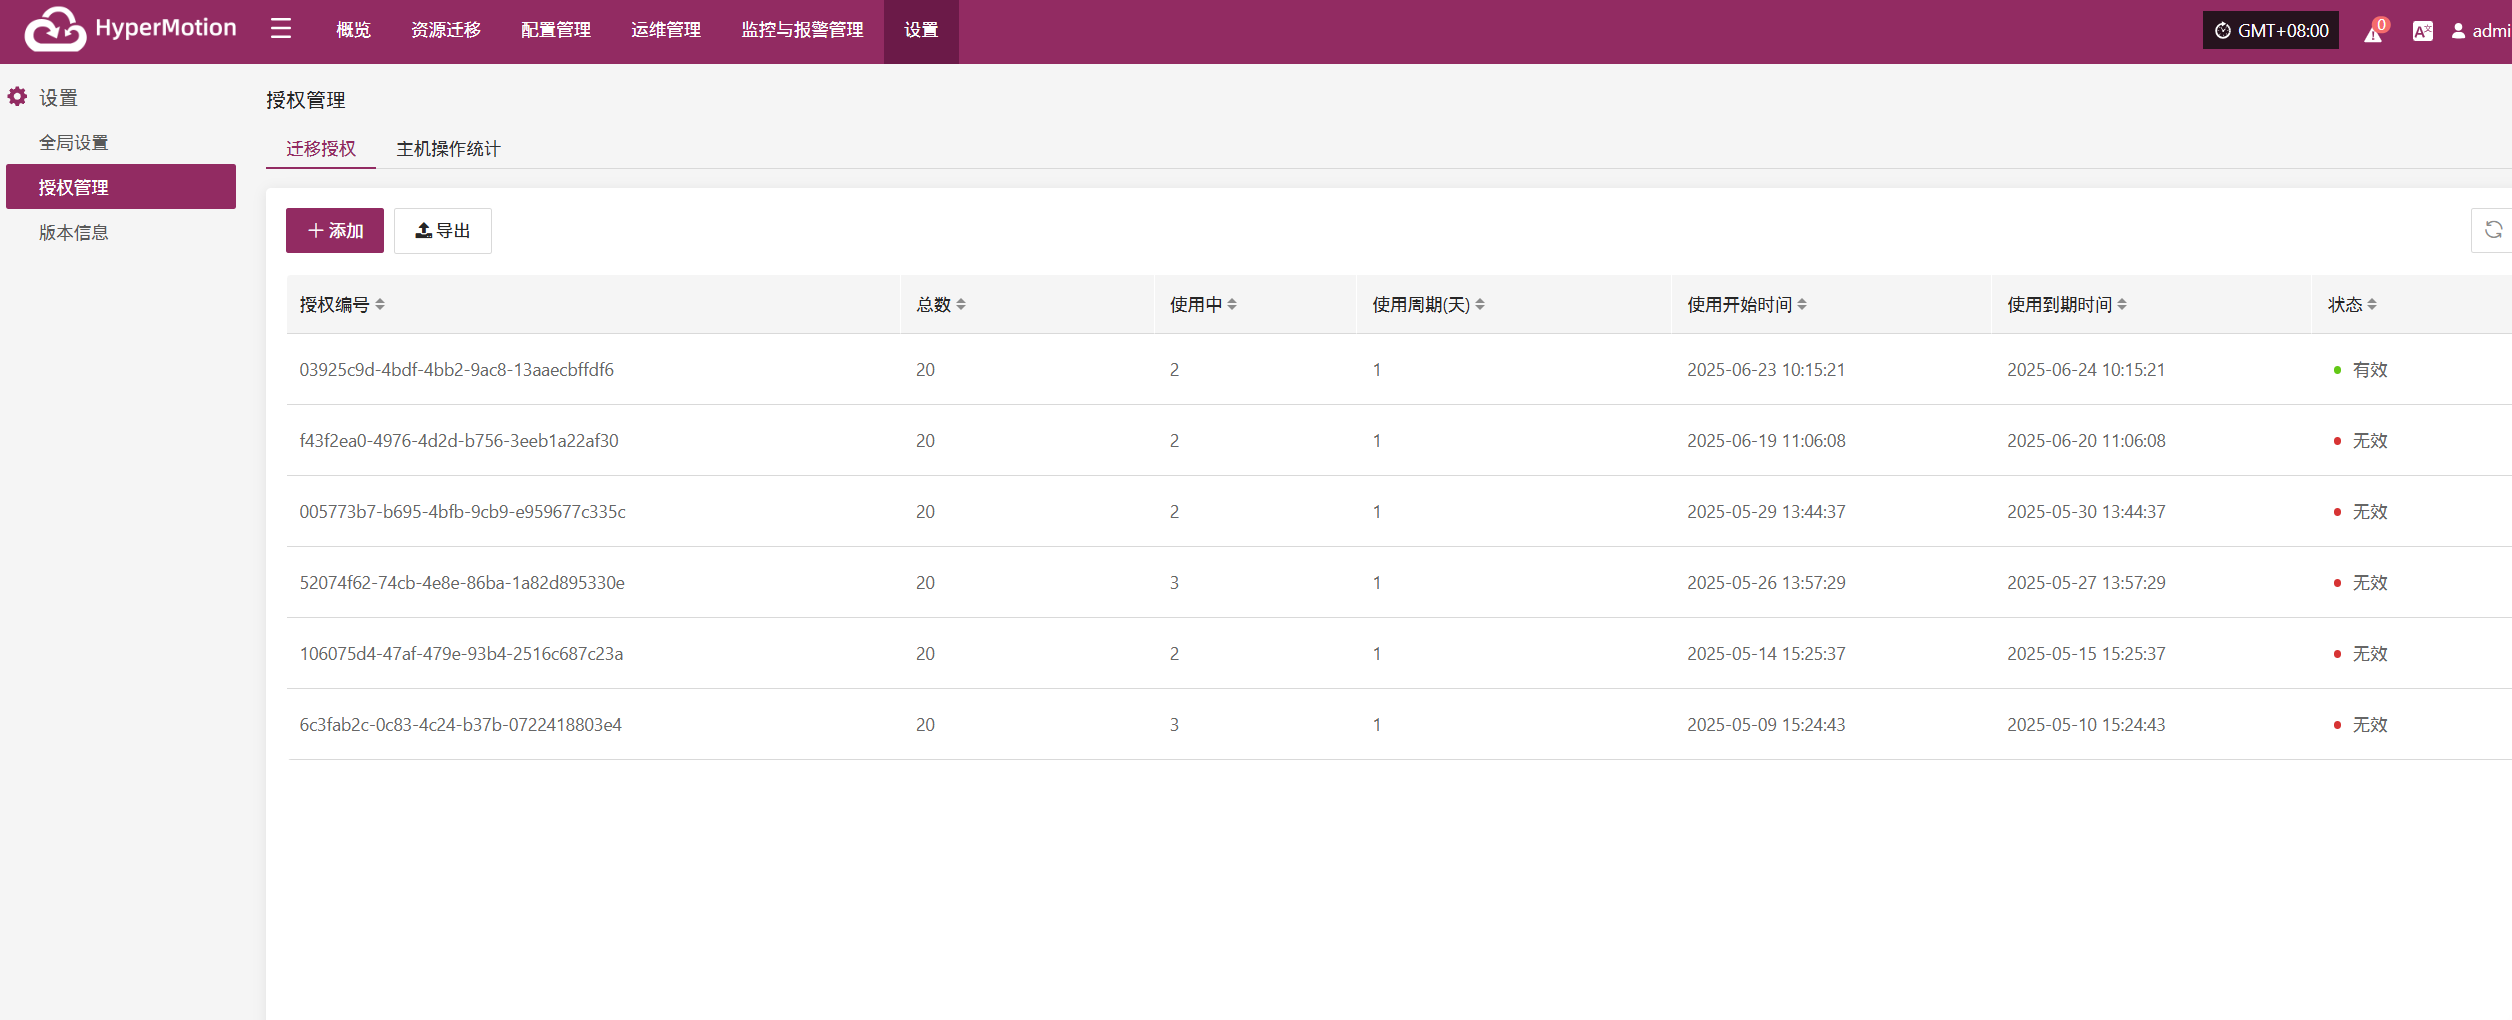 HyperMotion 概览 资源迁移 配置管理 运维管理 监控与报警管理 设置 GMT+08:00 0 admi
设置
全局设置
授权管理
版本信息
授权管理
迁移授权 主机操作统计
添加 导出
授权编号 总数 使用中 使用周期(天) 使用开始时间 使用到期时间 状态
03925c9d-4bdf-4bb2-9ac8-13aaecbffdf6 20 2 1 2025-06-23 10:15:21 2025-06-24 10:15:21 有效
f43f2ea0-4976-4d2d-b756-3eeb1a22af30 20 2 1 2025-06-19 11:06:08 2025-06-20 11:06:08 无效
005773b7-b695-4bfb-9cb9-e959677c335c 20 2 1 2025-05-29 13:44:37 2025-05-30 13:44:37 无效
52074f62-74cb-4e8e-86ba-1a82d895330e 20 3 1 2025-05-26 13:57:29 2025-05-27 13:57:29 无效
106075d4-47af-479e-93b4-2516c687c23a 20 2 1 2025-05-14 15:25:37 2025-05-15 15:25:37 无效
6c3fab2c-0c83-4c24-b37b-0722418803e4 20 3 1 2025-05-09 15:24:43 2025-05-10 15:24:43 无效